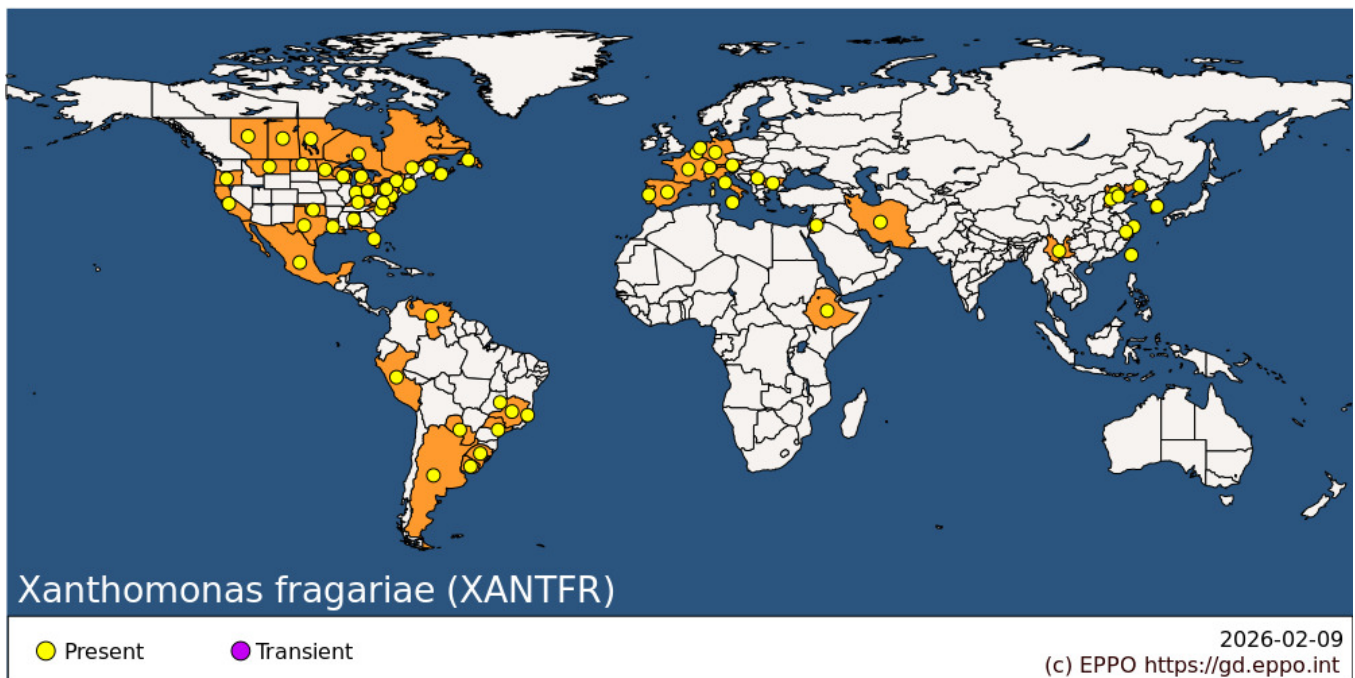 Xanthomonas fragariae (XANTFR)
Present
Transient
2026-02-09
(c) EPPO https://gd.eppo.int